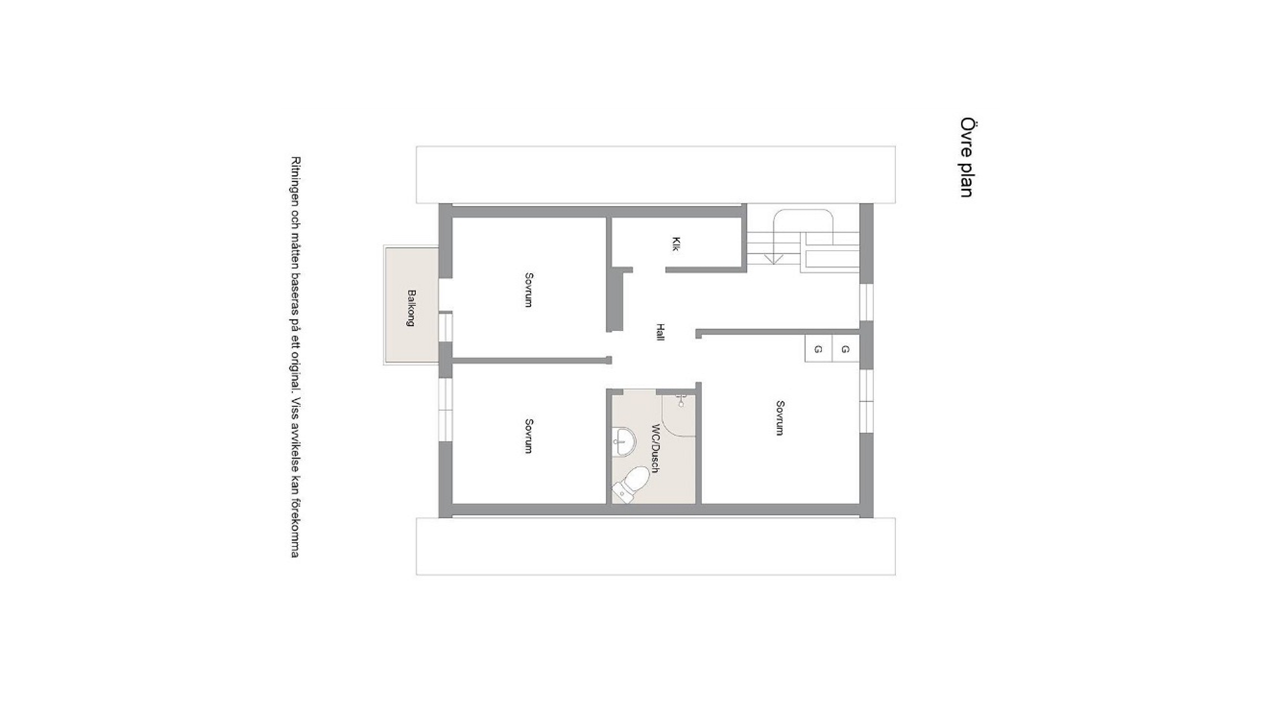 Övre plan
Klk
Sovrum
Balkong
Hall
G
G
Sovrum
Sovrum
WC/Dusch
Ritningen och måtten baseras på ett original. Viss avvikelse kan förekomma